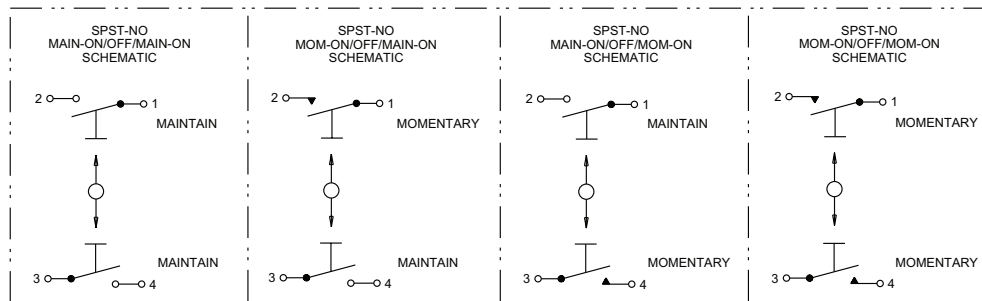 SPST-NO
MAIN-ON/OFF/MAIN-ON
SCHEMATIC
2
1
MAINTAIN
3
4
MAINTAIN
SPST-NO
MOM-ON/OFF/MAIN-ON
SCHEMATIC
2
1
MOMENTARY
3
4
MAINTAIN
SPST-NO
MAIN-ON/OFF/MOM-ON
SCHEMATIC
2
1
MAINTAIN
3
4
MOMENTARY
SPST-NO
MOM-ON/OFF/MOM-ON
SCHEMATIC
2
1
MOMENTARY
3
4
MOMENTARY